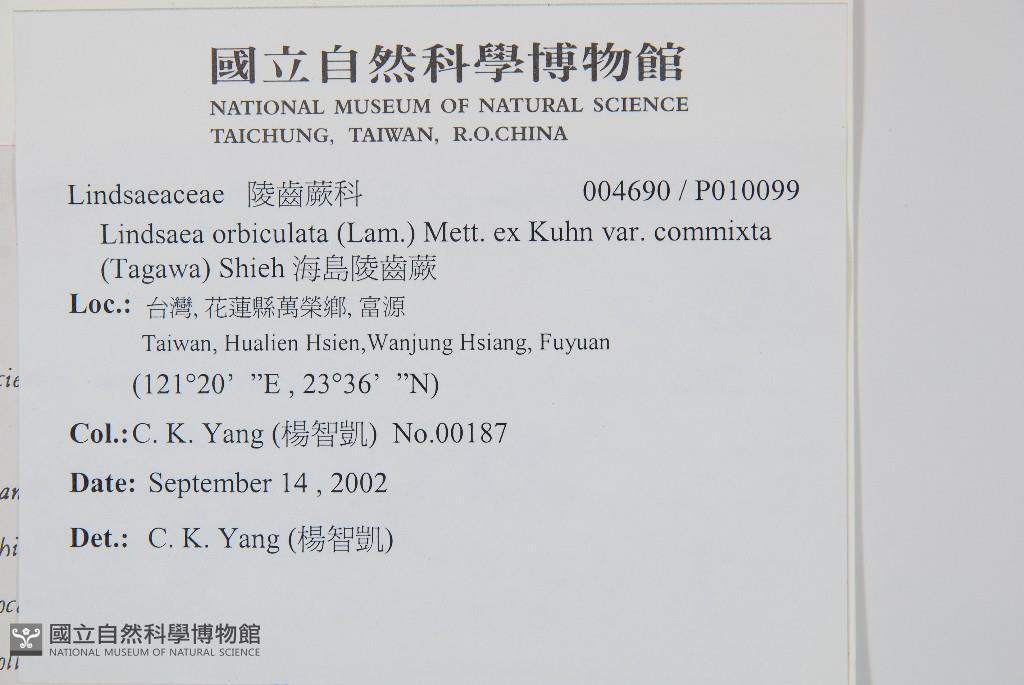 國立自然科學博物館
NATIONAL MUSEUM OF NATURAL SCIENCE
TAICHUNG, TAIWAN, R.O.CHINA
Lindsaeaceae 陵齒蕨科 004690 / P010099
Lindsaea orbiculata (Lam.) Mett. ex Kuhn var. commixta
(Tagawa) Shieh 海島陵齒蕨
Loc.: 台灣, 花蓮縣萬榮鄉, 富源
Taiwan, Hualien Hsien,Wanjung Hsiang, Fuyuan
(121°20’ ”E , 23°36’ ”N)
Col.: C. K. Yang (楊智凱) No.00187
Date: September 14 , 2002
Det.: C. K. Yang (楊智凱)
國立自然科學博物館
NATIONAL MUSEUM OF NATURAL SCIENCE